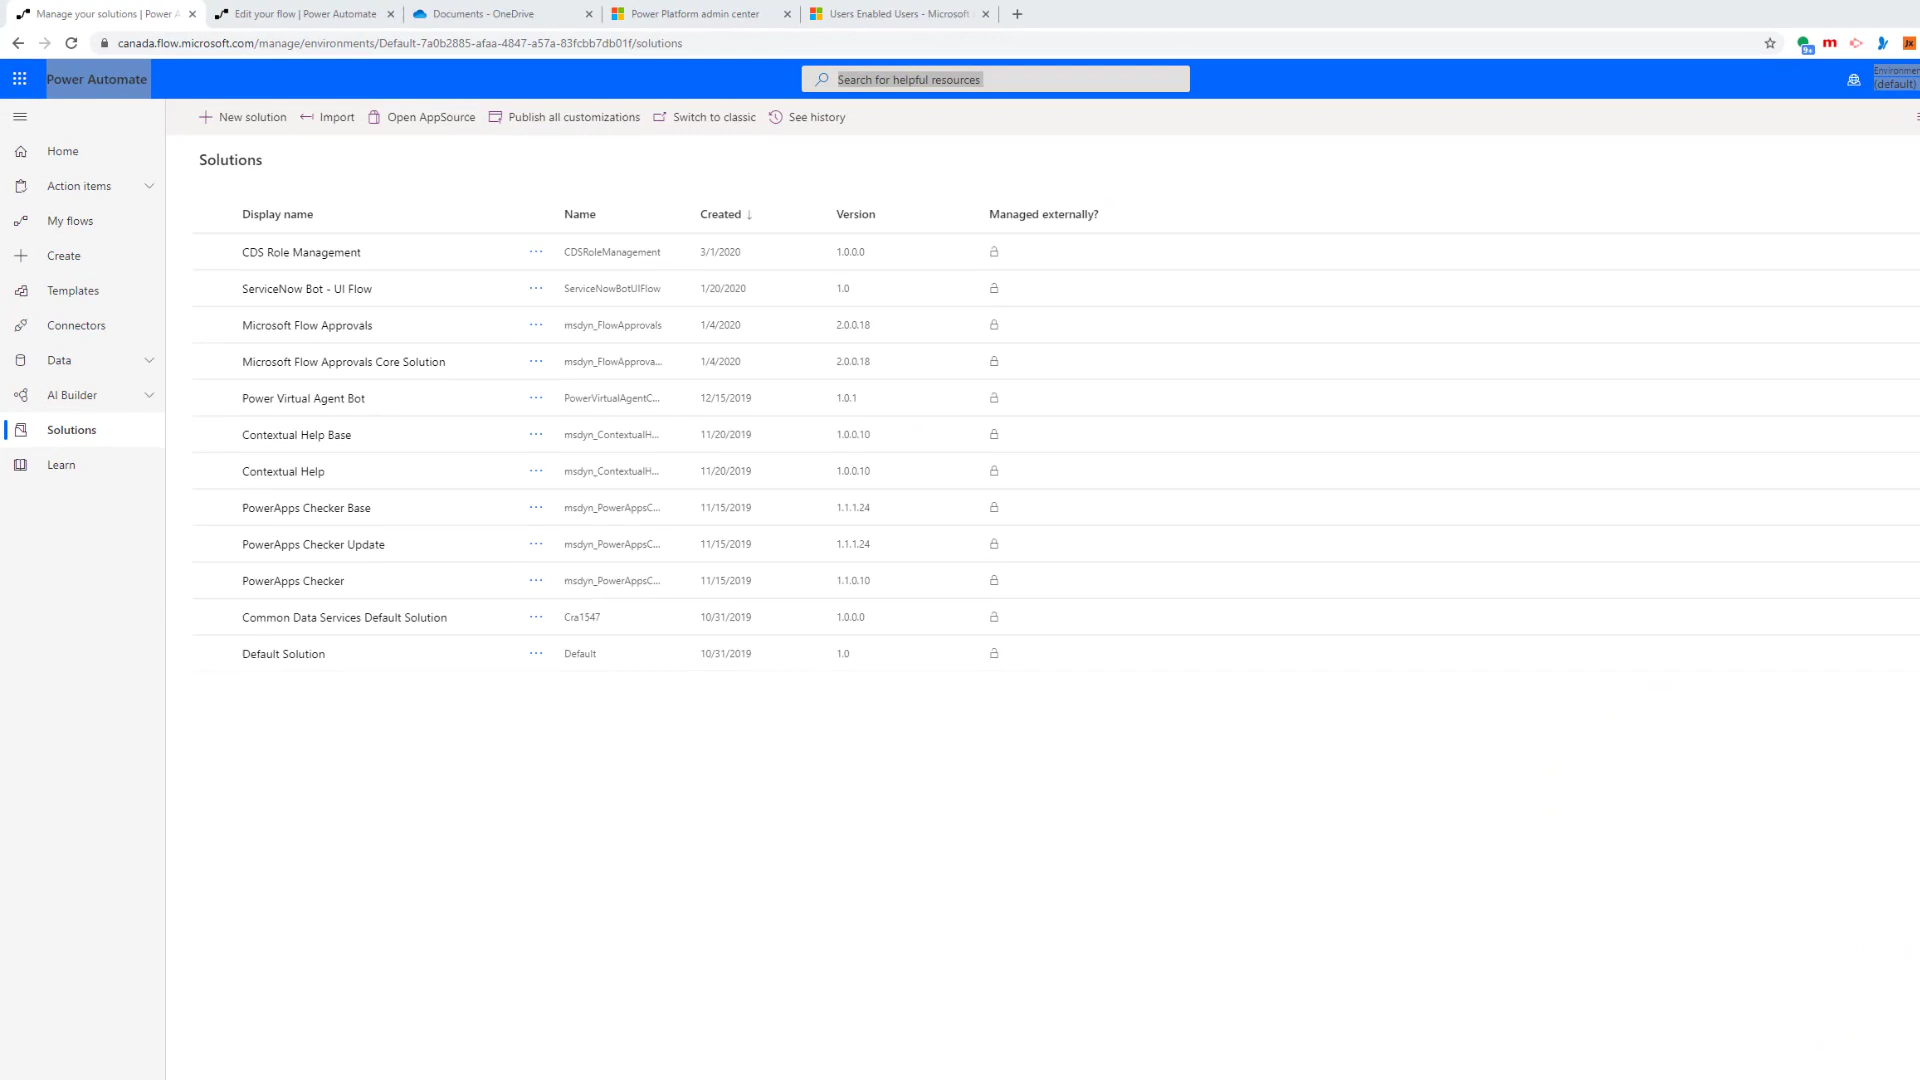 Manage your solutions | Power A
Edit your flow | Power Automate
Documents - OneDrive
Power Platform admin center
Users Enabled Users - Microsoft
canada.flow.microsoft.com/manage/environments/Default-7a0b2885-afaa-4847-a57a-83fcbb7db01f/solutions
9+
m
Jx
Power Automate
Search for helpful resources
Environmen
(default)
New solution
Import
Open AppSource
Publish all customizations
Switch to classic
See history
Home
Action items
My flows
Create
Templates
Connectors
Data
AI Builder
Solutions
Learn
Solutions
Display name Name Created ↓ Version Managed externally?
CDS Role Management ··· CDSRoleManagement 3/1/2020 1.0.0.0
ServiceNow Bot - UI Flow ··· ServiceNowBotUIFlow 1/20/2020 1.0
Microsoft Flow Approvals ··· msdyn_FlowApprovals 1/4/2020 2.0.0.18
Microsoft Flow Approvals Core Solution ··· msdyn_FlowApprova... 1/4/2020 2.0.0.18
Power Virtual Agent Bot ··· PowerVirtualAgentC... 12/15/2019 1.0.1
Contextual Help Base ··· msdyn_ContextualH... 11/20/2019 1.0.0.10
Contextual Help ··· msdyn_ContextualH... 11/20/2019 1.0.0.10
PowerApps Checker Base ··· msdyn_PowerAppsC... 11/15/2019 1.1.1.24
PowerApps Checker Update ··· msdyn_PowerAppsC... 11/15/2019 1.1.1.24
PowerApps Checker ··· msdyn_PowerAppsC... 11/15/2019 1.1.0.10
Common Data Services Default Solution ··· Cra1547 10/31/2019 1.0.0.0
Default Solution ··· Default 10/31/2019 1.0